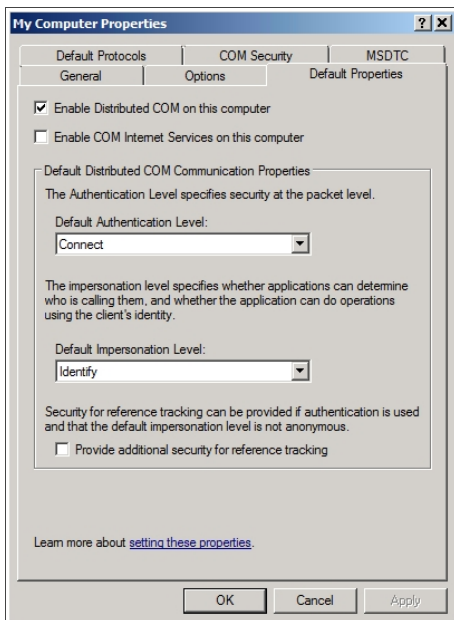 My Computer Properties
Default Protocols
COM Security
MSDTC
General
Options
Default Properties
Enable Distributed COM on this computer
Enable COM Internet Services on this computer
Default Distributed COM Communication Properties
The Authentication Level specifies security at the packet level.
Default Authentication Level:
Connect
The impersonation level specifies whether applications can determine
who is calling them, and whether the application can do operations
using the client's identity.
Default Impersonation Level:
Identify
Security for reference tracking can be provided if authentication is used
and that the default impersonation level is not anonymous.
Provide additional security for reference tracking
Learn more about setting these properties.
OK
Cancel
Apply